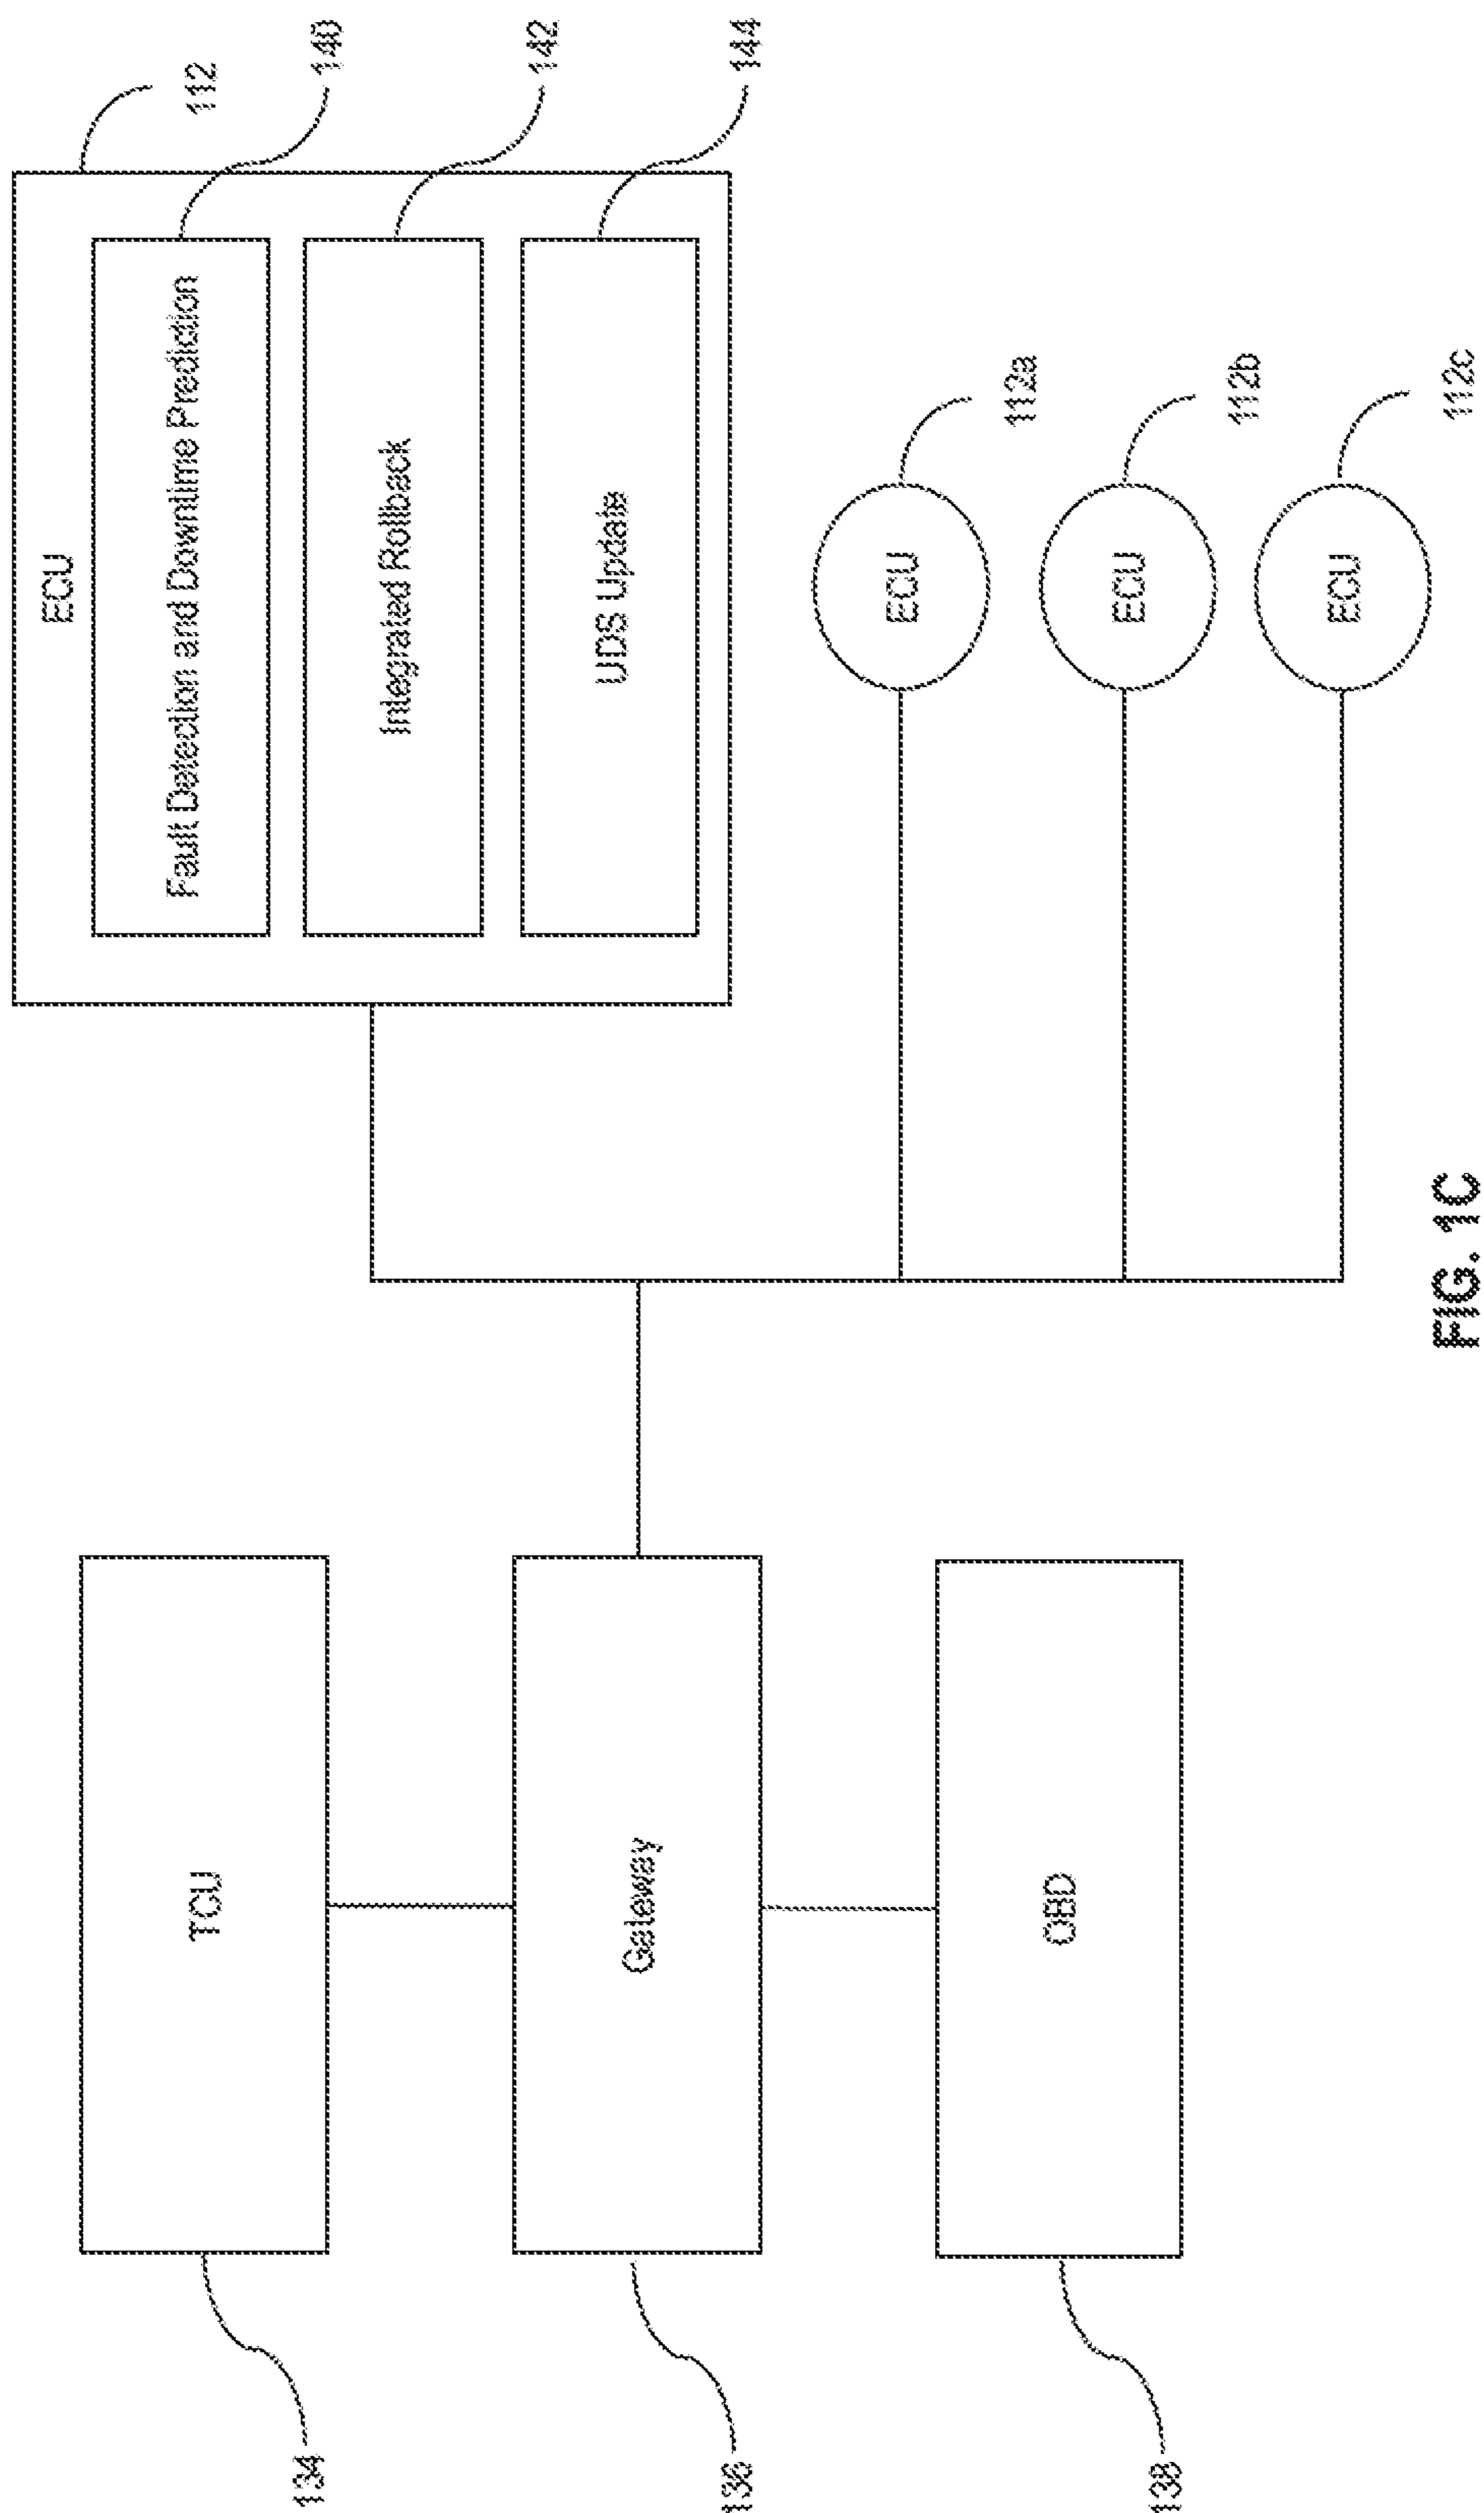 ECU
112
Fault Detection and Downtime Prediction
140
Integrated Rollback
142
UDS Update
144
TCU
134
Gateway
136
OBD
138
ECU
112a
ECU
112b
ECU
112c
FIG. 1C